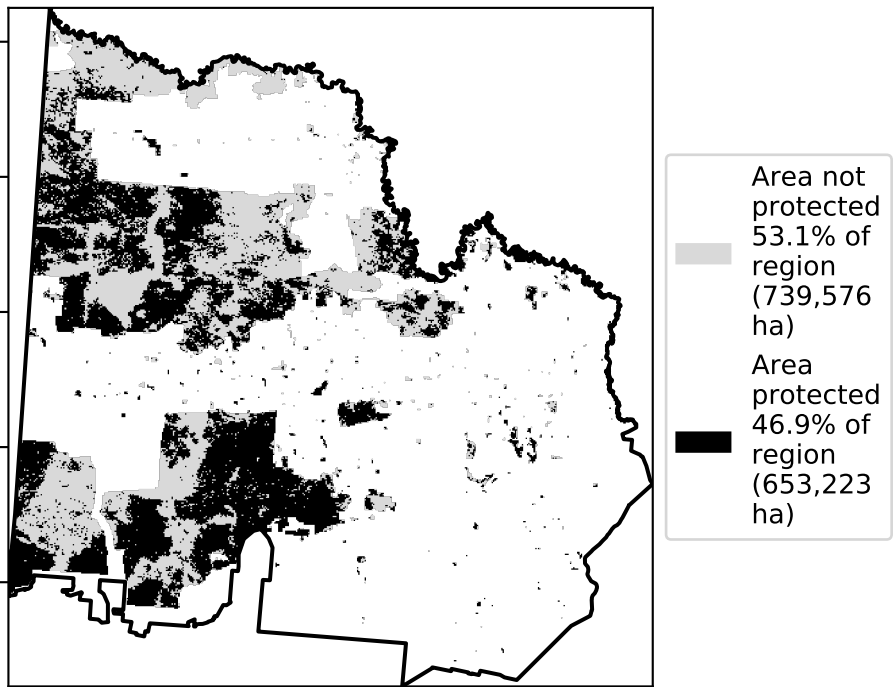 Area not
protected
53.1% of
region
(739,576
ha)
Area
protected
46.9% of
region
(653,223
ha)